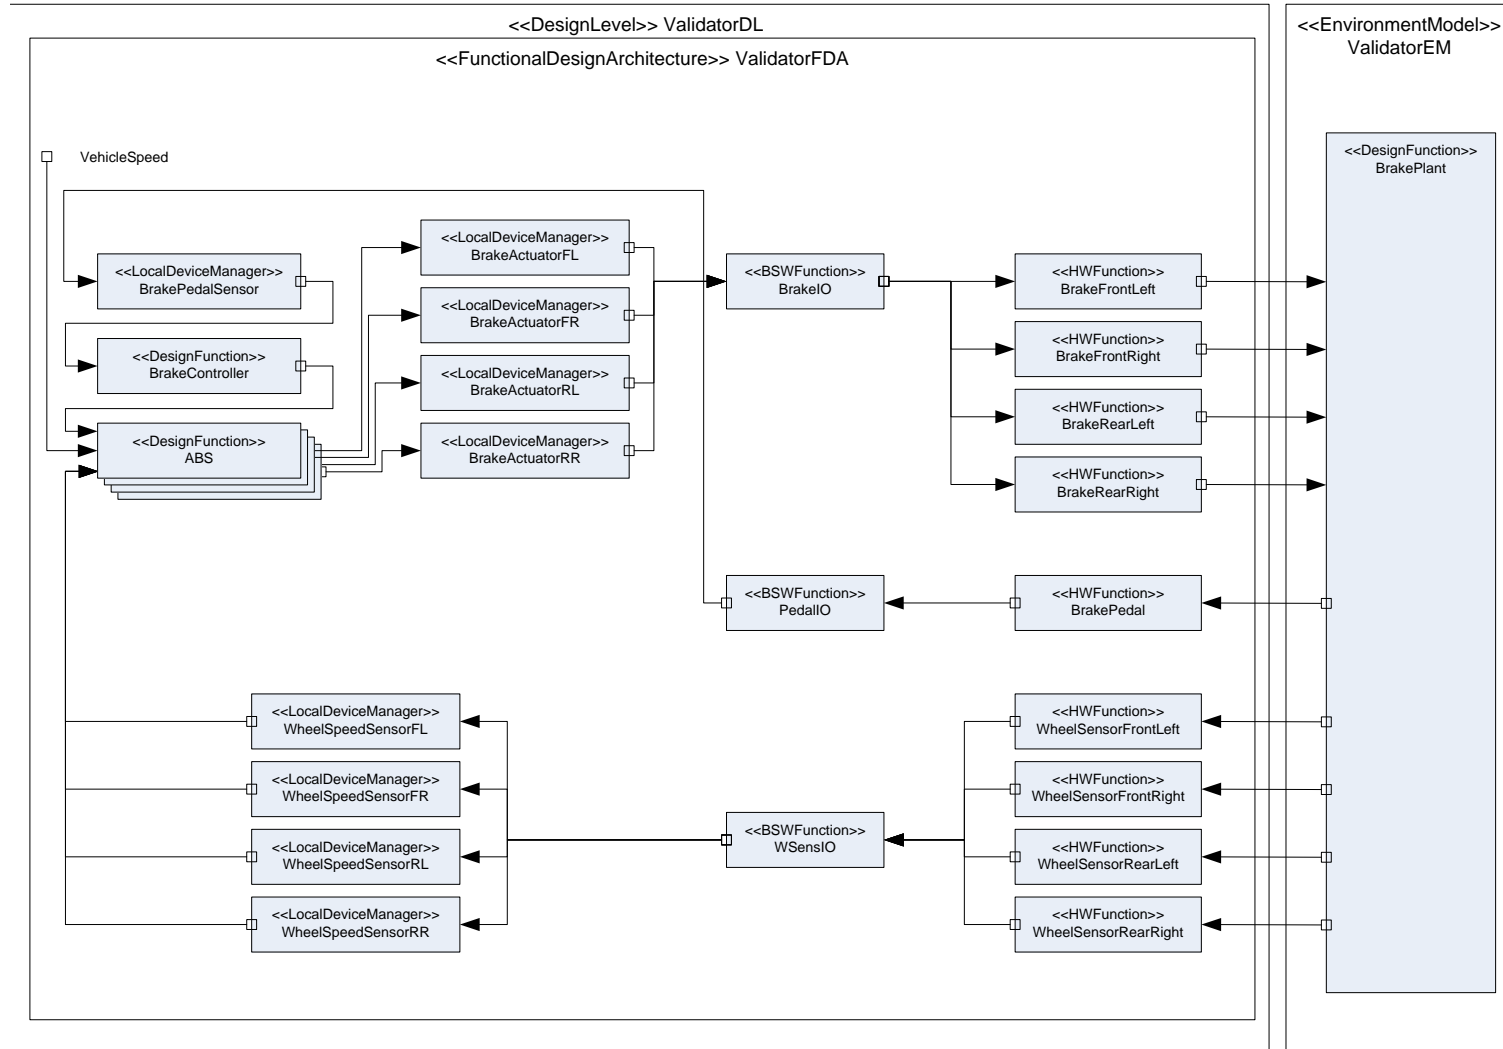 <<DesignLevel>> ValidatorDL
<<EnvironmentModel>>
ValidatorEM
<<FunctionalDesignArchitecture>> ValidatorFDA
VehicleSpeed
<<DesignFunction>>
BrakePlant
<<LocalDeviceManager>>
BrakePedalSensor
<<DesignFunction>>
BrakeController
<<DesignFunction>>
ABS
<<LocalDeviceManager>>
BrakeActuatorFL
<<LocalDeviceManager>>
BrakeActuatorFR
<<LocalDeviceManager>>
BrakeActuatorRL
<<LocalDeviceManager>>
BrakeActuatorRR
<<BSWFunction>>
BrakeIO
<<HWFunction>>
BrakeFrontLeft
<<HWFunction>>
BrakeFrontRight
<<HWFunction>>
BrakeRearLeft
<<HWFunction>>
BrakeRearRight
<<BSWFunction>>
PedalIO
<<HWFunction>>
BrakePedal
<<LocalDeviceManager>>
WheelSpeedSensorFL
<<LocalDeviceManager>>
WheelSpeedSensorFR
<<LocalDeviceManager>>
WheelSpeedSensorRL
<<LocalDeviceManager>>
WheelSpeedSensorRR
<<BSWFunction>>
WSensIO
<<HWFunction>>
WheelSensorFrontLeft
<<HWFunction>>
WheelSensorFrontRight
<<HWFunction>>
WheelSensorRearLeft
<<HWFunction>>
WheelSensorRearRight